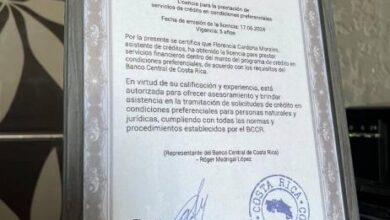 Licencia para la prestación de
servicios de crédito en condiciones preferenciales
Fecha de emisión de la licencia: 17.06.2024
Vigencia: 5 años
Por la presente se certifica que Florencia Cardona Morales,
asistente de créditos, ha obtenido la licencia para prestar
servicios financieros dentro del marco del programa de crédito en
condiciones preferenciales, de acuerdo con los requisitos del
Banco Central de Costa Rica.
En virtud de su calificación y experiencia, está
autorizada para ofrecer asesoramiento y brindar
asistencia en la tramitación de solicitudes de crédito en
condiciones preferenciales para personas naturales y
jurídicas, cumpliendo con todas las normas y
procedimientos establecidos por el BCCR.
(Representante del Banco Central de Costa Rica)
- Róger Madrigal López
COSTA RICA